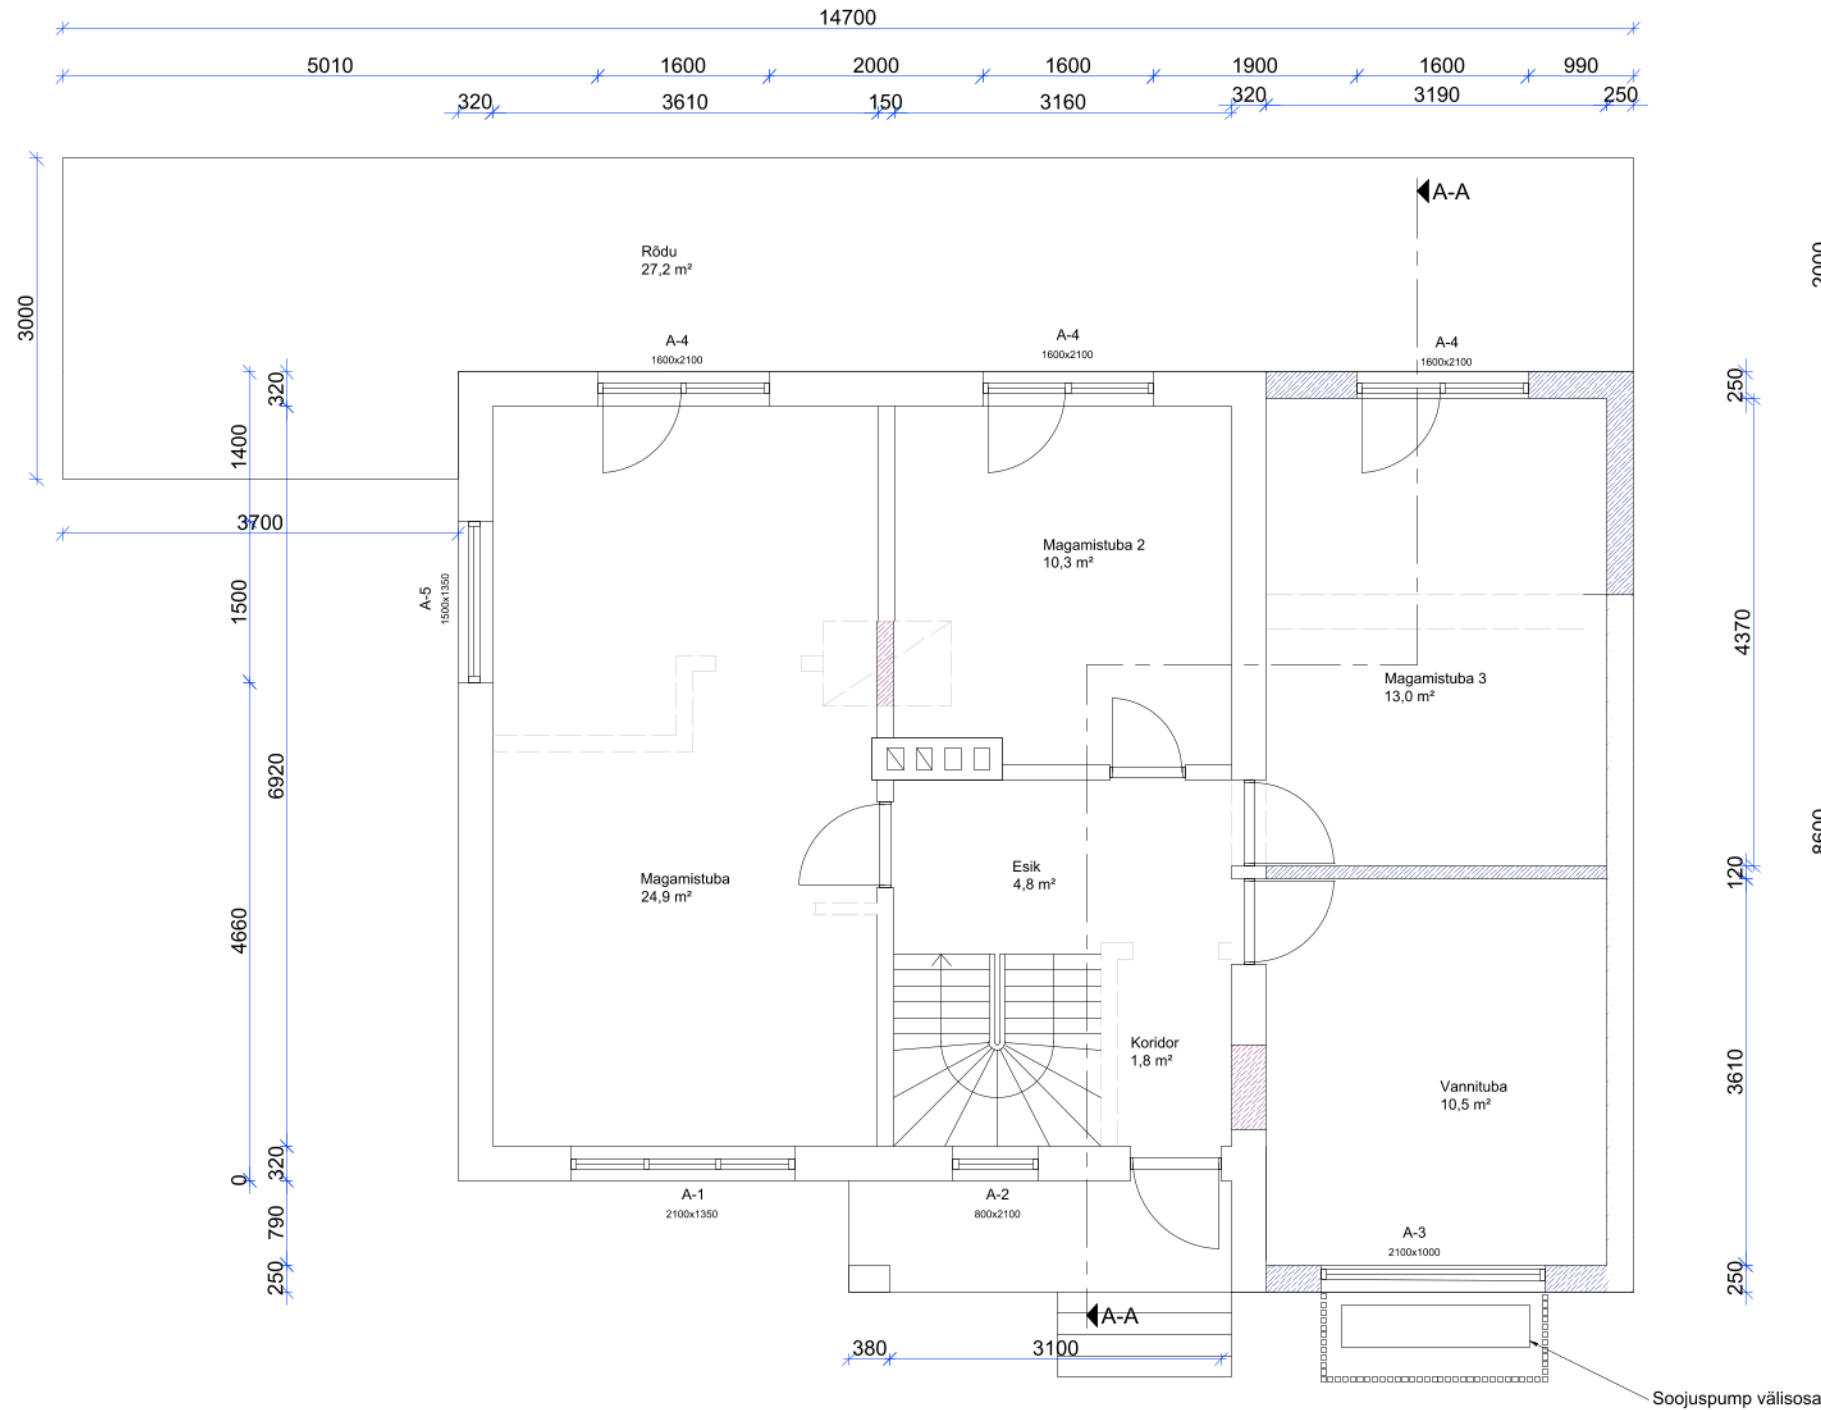 14700
5010 1600 2000 1600 1900 1600 990
320 3610 150 3160 320 3190 250
A-A
3000
Rõdu
27,2 m²
A-4
1600x2100
A-4
1600x2100
A-4
1600x2100
320
250
1400
3700
A-5
1500x1350
1500
Magamistuba 2
10,3 m²
4370
Magamistuba 3
13,0 m²
6920
8600
120
Esik
4,8 m²
Magamistuba
24,9 m²
4660
Koridor
1,8 m²
3610
Vannituba
10,5 m²
320
0
A-1
2100x1350
A-2
800x2100
790
A-3
2100x1000
250
250
A-A
380 3100
Soojuspump välisosa